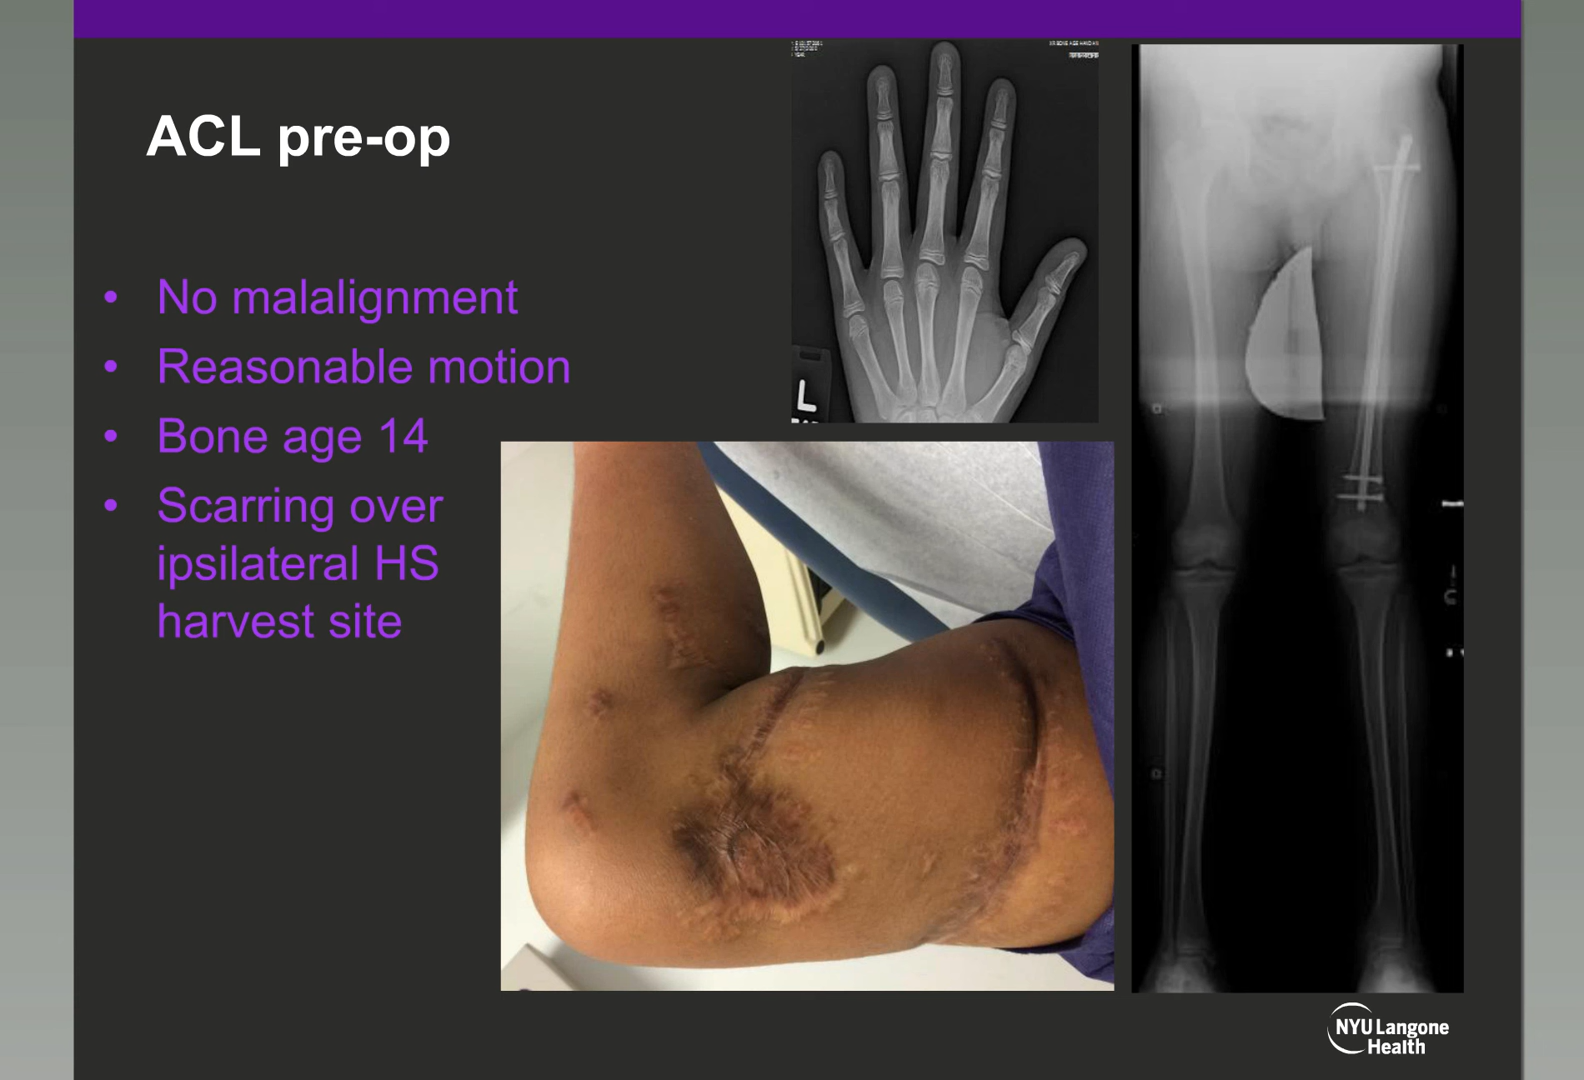 ACL pre-op
• No malalignment
• Reasonable motion
• Bone age 14
• Scarring over
ipsilateral HS
harvest site
L
NYU Langone
Health